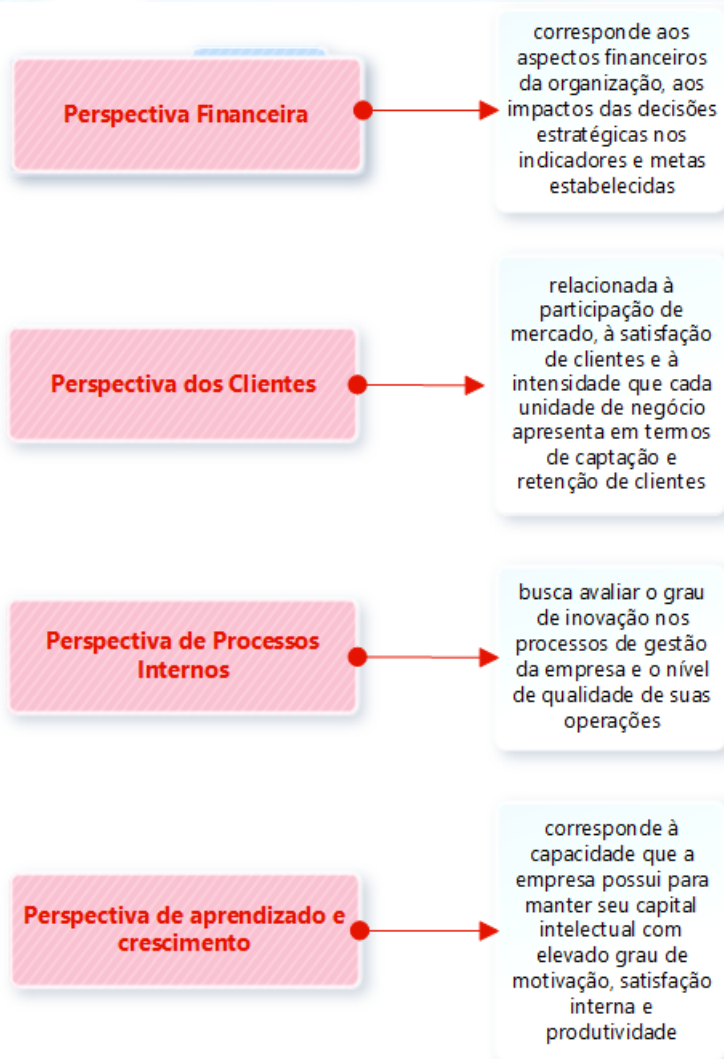 Perspectiva Financeira
corresponde aos
aspectos financeiros
da organização, aos
impactos das decisões
estratégicas nos
indicadores e metas
estabelecidas
Perspectiva dos Clientes
relacionada à
participação de
mercado, à satisfação
de clientes e à
intensidade que cada
unidade de negócio
apresenta em termos
de captação e
retenção de clientes
Perspectiva de Processos
Internos
busca avaliar o grau
de inovação nos
processos de gestão
da empresa e o nível
de qualidade de suas
operações
Perspectiva de aprendizado e
crescimento
corresponde à
capacidade que a
empresa possui para
manter seu capital
intelectual com
elevado grau de
motivação, satisfação
interna e
produtividade